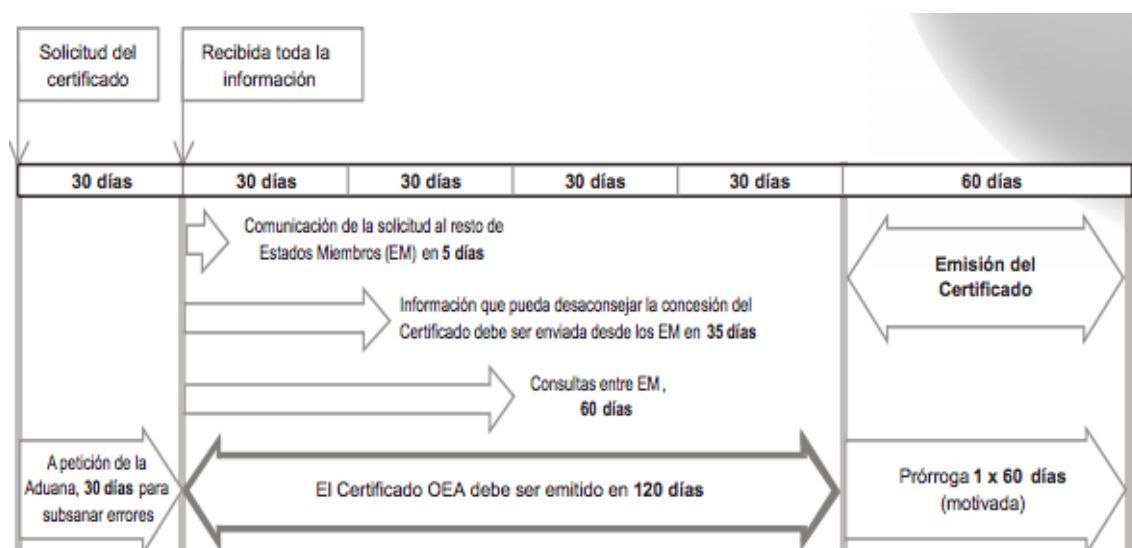 Solicitud del
certificado
Recibida toda la
información
30 días
30 días
30 días
30 días
30 días
60 días
Comunicación de la solicitud al resto de
Estados Miembros (EM) en 5 días
Emisión del
Certificado
Información que pueda desaconsejar la concesión del
Certificado debe ser enviada desde los EM en 35 días
Consultas entre EM ,
60 días
A petición de la
Aduana, 30 días para
subsanar errores
El Certificado OEA debe ser emitido en 120 días
Prórroga 1 x 60 días
(motivada)